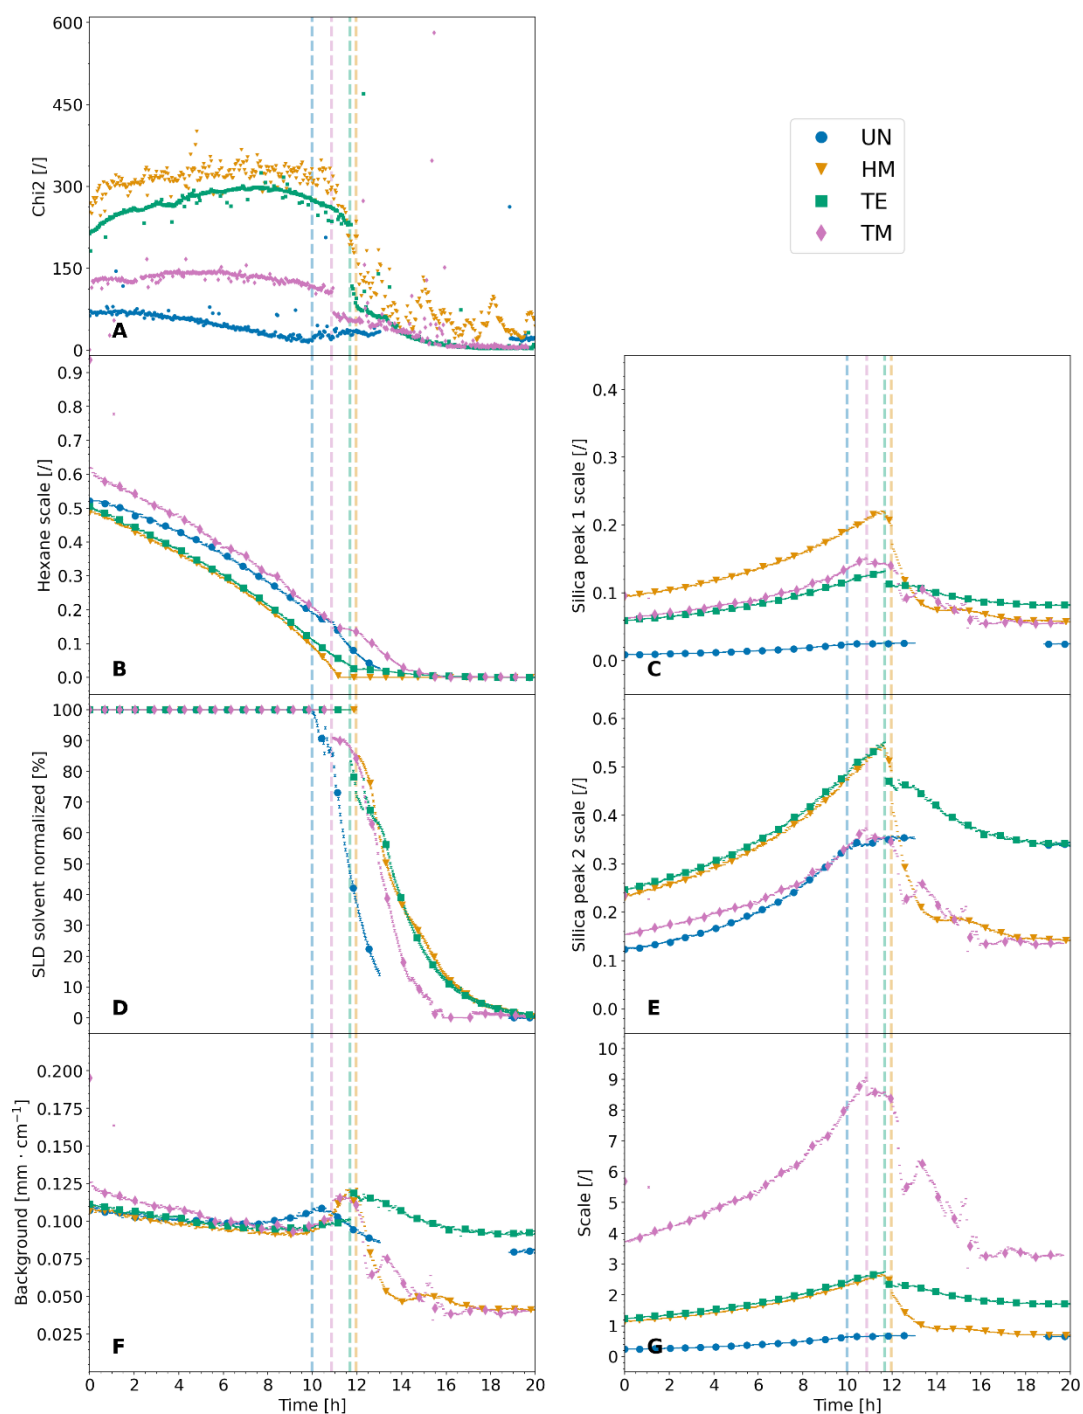 600
450
300
150
0
Chi2 [/]
A
UN
HM
TE
TM
0.9
0.8
0.7
0.6
0.5
0.4
0.3
0.2
0.1
0.0
Hexane scale [/]
B
0.4
0.3
0.2
0.1
0.0
Silica peak 1 scale [/]
C
100
90
80
70
60
50
40
30
20
10
0
SLD solvent normalized [%]
D
0.6
0.5
0.4
0.3
0.2
0.1
0.0
Silica peak 2 scale [/]
E
0.200
0.175
0.150
0.125
0.100
0.075
0.050
0.025
Background [mm · cm⁻¹]
F
0 2 4 6 8 10 12 14 16 18 20
Time [h]
10
9
8
7
6
5
4
3
2
1
0
Scale [/]
G
0 2 4 6 8 10 12 14 16 18 20
Time [h]